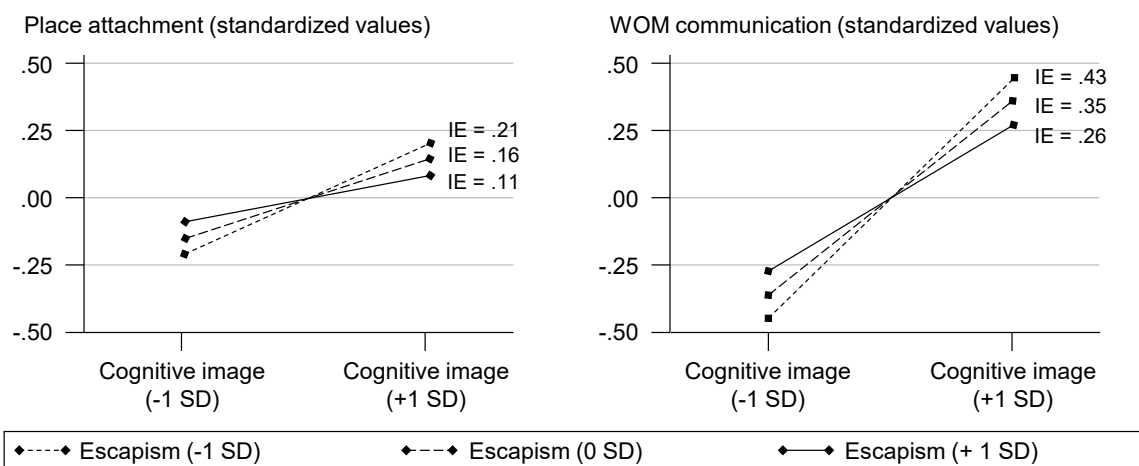 Place attachment (standardized values)
.50
.25
.00
-.25
-.50
IE = .21
IE = .16
IE = .11
Cognitive image
(-1 SD)
Cognitive image
(+1 SD)
WOM communication (standardized values)
.50
.25
.00
-.25
-.50
IE = .43
IE = .35
IE = .26
Cognitive image
(-1 SD)
Cognitive image
(+1 SD)
Escapism (-1 SD)
Escapism (0 SD)
Escapism (+ 1 SD)